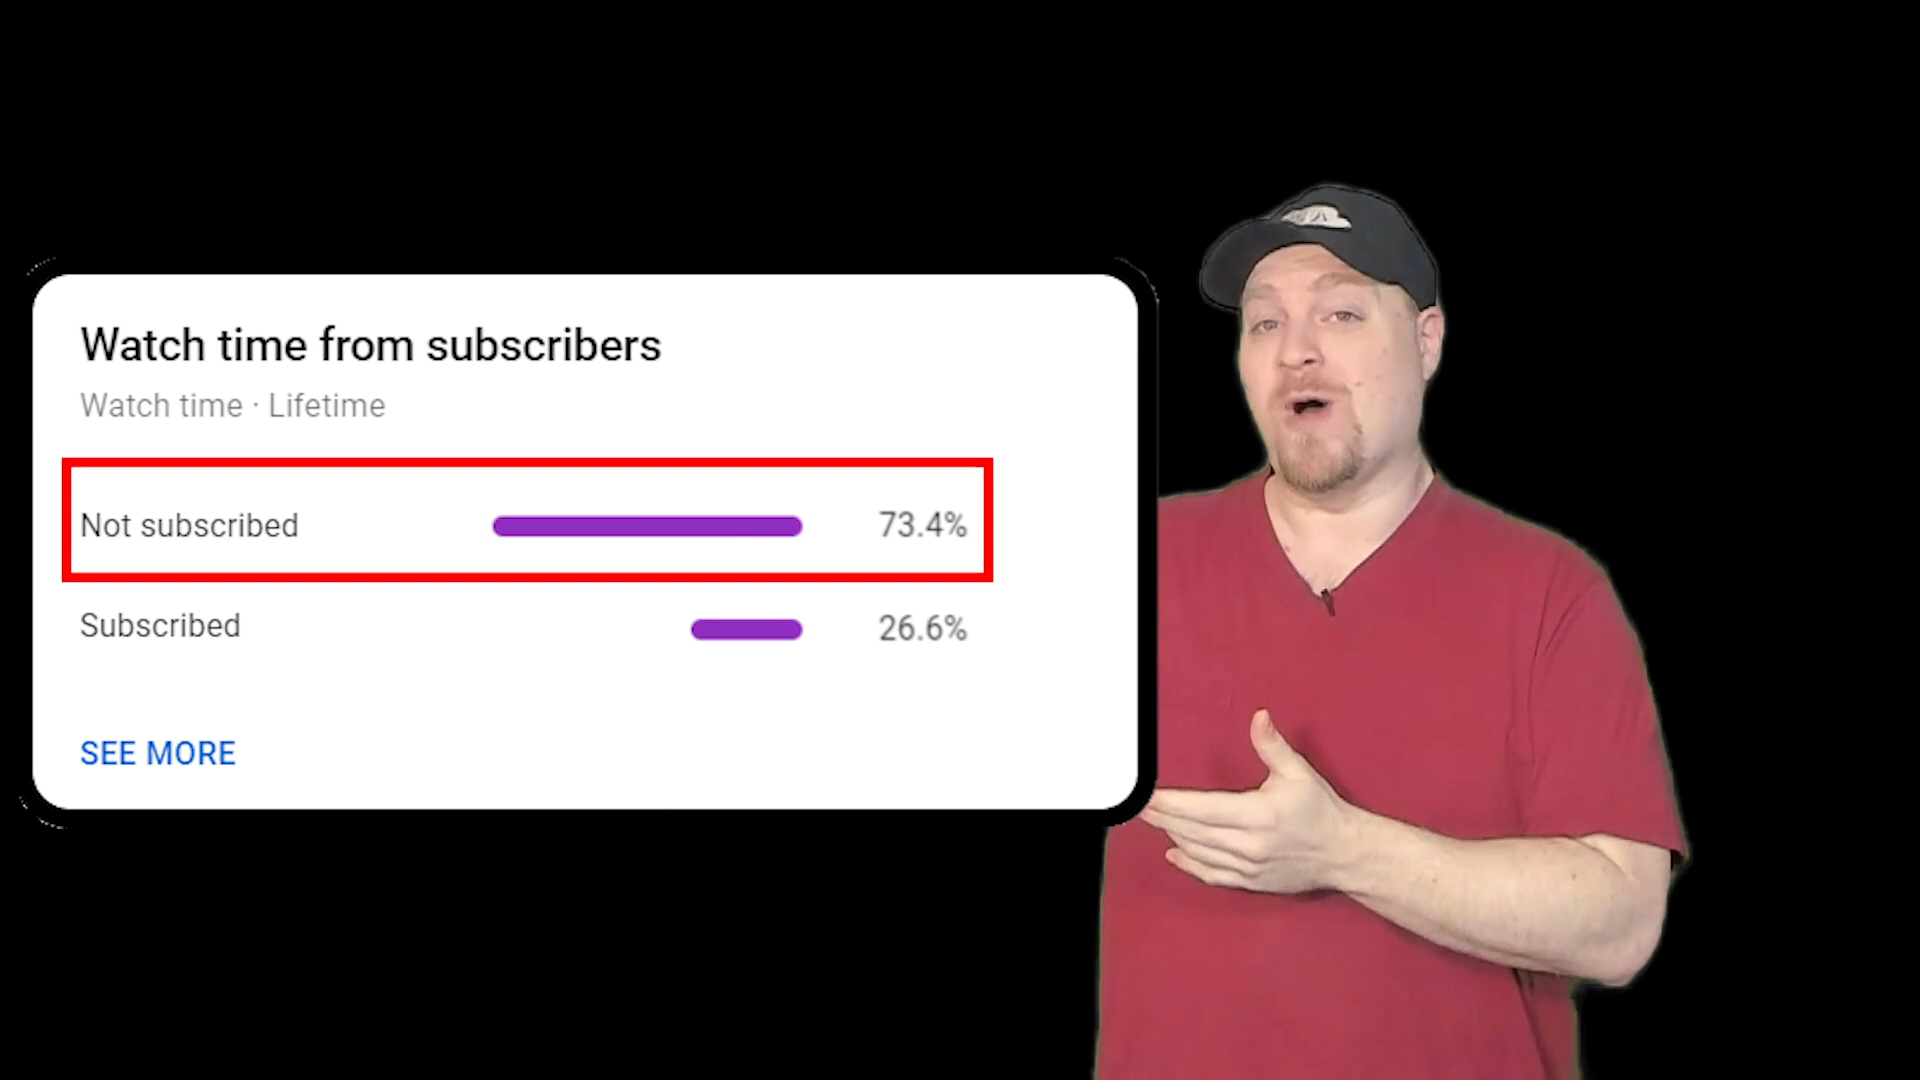 Watch time from subscribers
Watch time · Lifetime
Not subscribed 73.4%
Subscribed 26.6%
SEE MORE